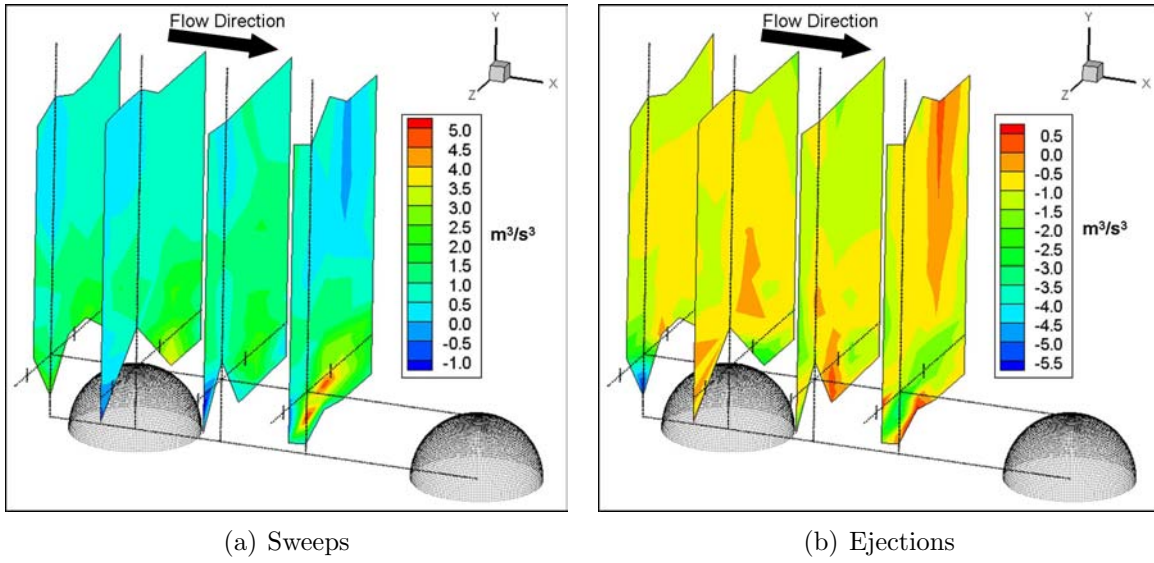 Flow Direction
Y
X
Z
5.0
4.5
4.0
3.5
3.0
2.5
2.0
1.5
1.0
0.5
0.0
-0.5
-1.0
m³/s³
(a) Sweeps
Flow Direction
Y
X
Z
0.5
0.0
-0.5
-1.0
-1.5
-2.0
-2.5
-3.0
-3.5
-4.0
-4.5
-5.0
-5.5
m³/s³
(b) Ejections